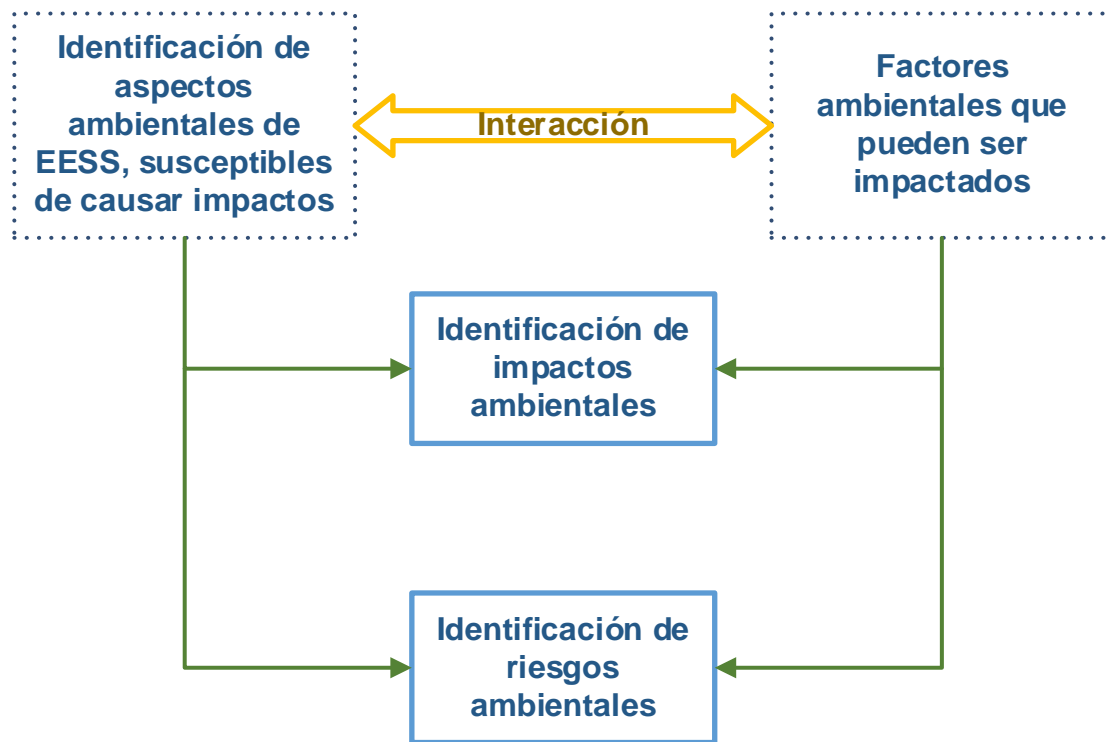 Identificación de
aspectos
ambientales de
EESS, susceptibles
de causar impactos
Interacción
Factores
ambientales que
pueden ser
impactados
Identificación de
impactos
ambientales
Identificación de
riesgos
ambientales